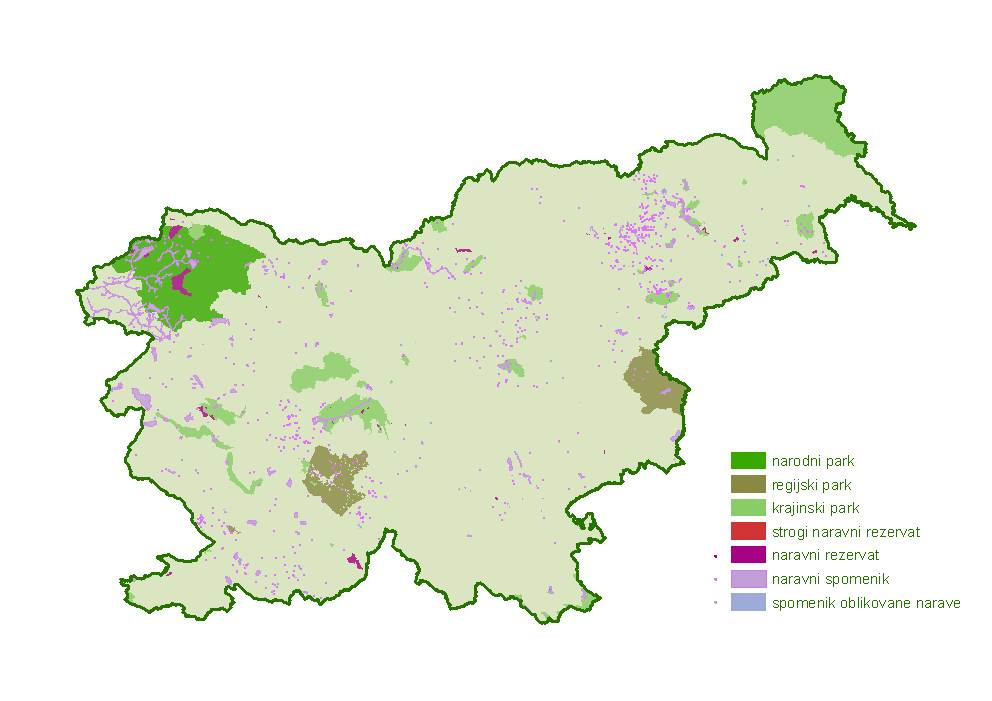 narodni park
regijski park
krajinski park
strogi naravni rezervat
naravni rezervat
naravni spomenik
spomenik oblikovane narave